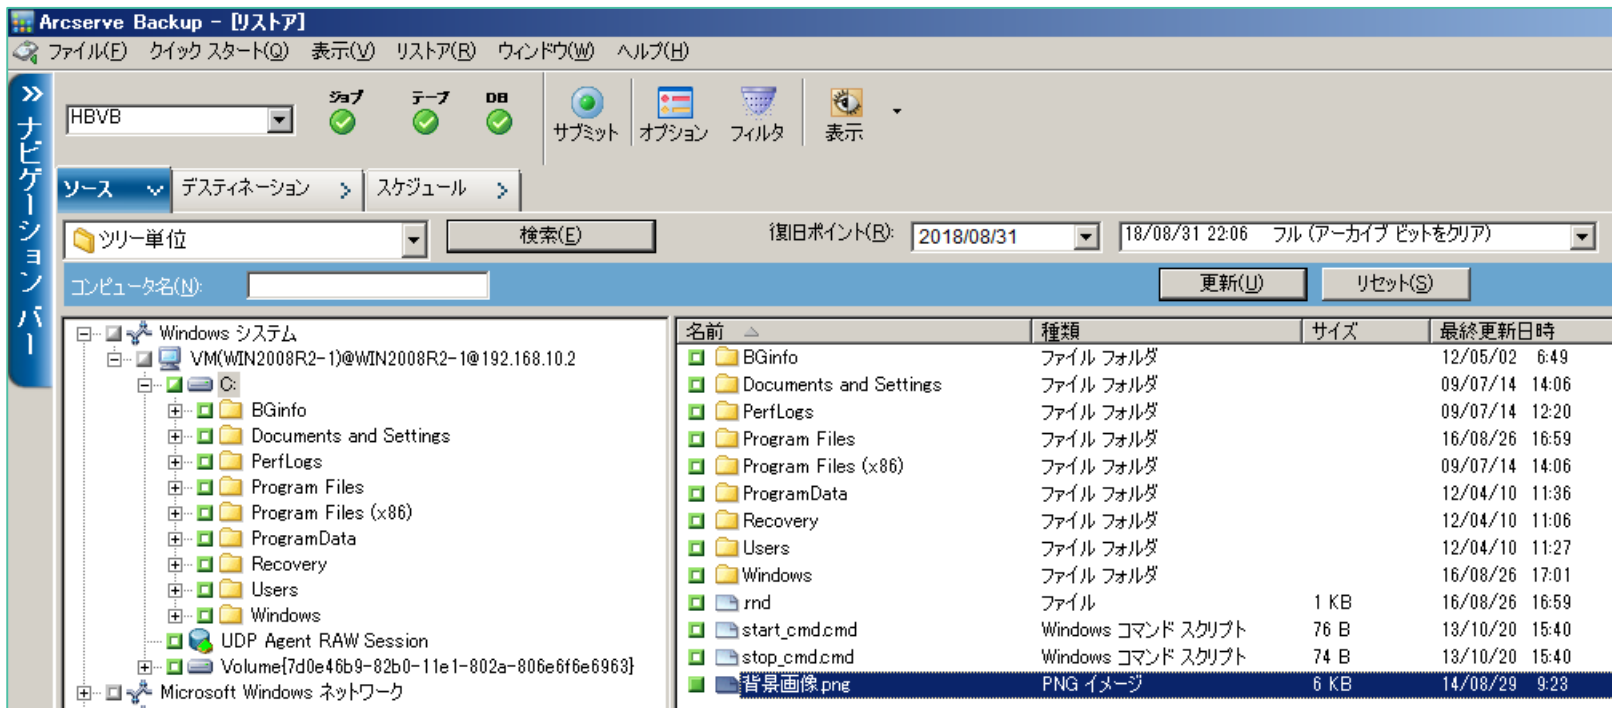 Arcserve Backup - [リストア]
ファイル(F) クイック スタート(Q) 表示(V) リストア(R) ウィンドウ(W) ヘルプ(H)
ナビゲーション バー
HBVB ジョブ テープ DB サブミット オプション フィルタ 表示
ソース デスティネーション スケジュール
ツリー単位 検索(E) 復旧ポイント(R): 2018/08/31 18/08/31 22:06 フル (アーカイブ ビットをクリア)
コンピュータ名(N): 更新(U) リセット(S)
Windows システム
VM(WIN2008R2-1)@WIN2008R2-1@192.168.10.2
C:
BGinfo
Documents and Settings
PerfLogs
Program Files
Program Files (x86)
ProgramData
Recovery
Users
Windows
UDP Agent RAW Session
Volume{7d0e46b9-82b0-11e1-802a-806e6f6e6963}
Microsoft Windows ネットワーク
名前 種類 サイズ 最終更新日時
BGinfo ファイル フォルダ 12/05/02 6:49
Documents and Settings ファイル フォルダ 09/07/14 14:06
PerfLogs ファイル フォルダ 09/07/14 12:20
Program Files ファイル フォルダ 16/08/26 16:59
Program Files (x86) ファイル フォルダ 09/07/14 14:06
ProgramData ファイル フォルダ 12/04/10 11:36
Recovery ファイル フォルダ 12/04/10 11:06
Users ファイル フォルダ 12/04/10 11:27
Windows ファイル フォルダ 16/08/26 17:01
.rnd ファイル 1 KB 16/08/26 16:59
start_cmd.cmd Windows コマンド スクリプト 76 B 13/10/20 15:40
stop_cmd.cmd Windows コマンド スクリプト 74 B 13/10/20 15:40
背景画像.png PNG イメージ 6 KB 14/08/29 9:23